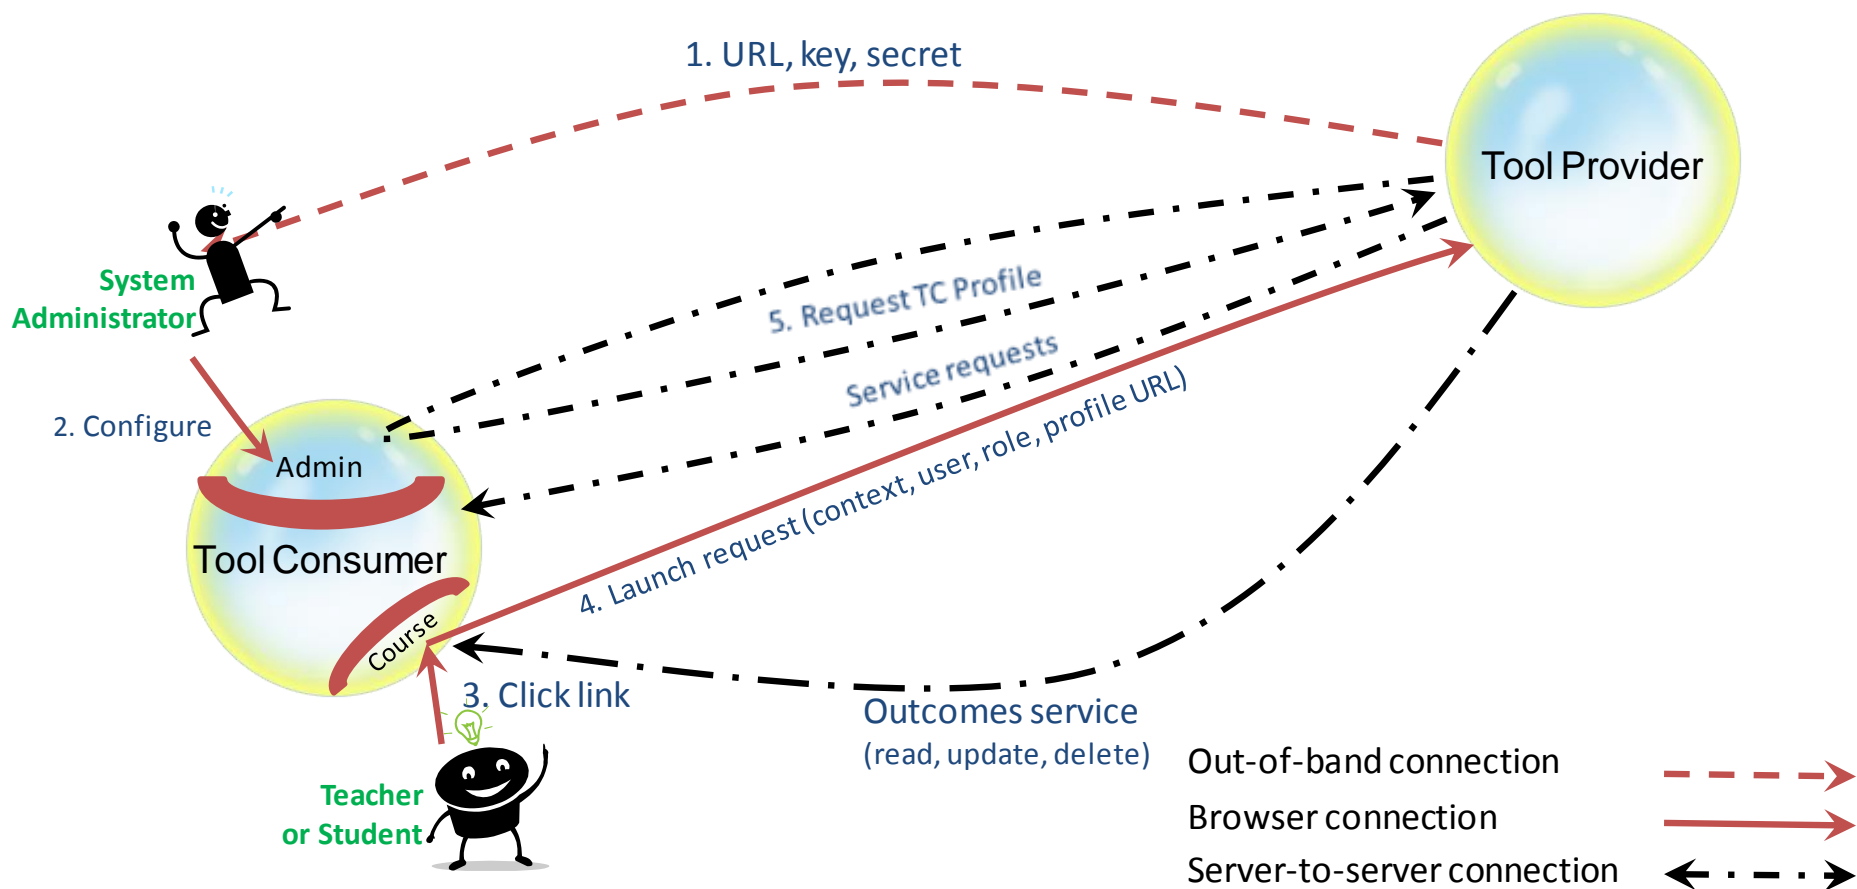 1. URL, key, secret
Tool Provider
System
Administrator
5. Request TC Profile
Service requests
2. Configure
Admin
4. Launch request (context, user, role, profile URL)
Tool Consumer
Course
3. Click link
Outcomes service
(read, update, delete)
Teacher
or Student
Out-of-band connection
Browser connection
Server-to-server connection